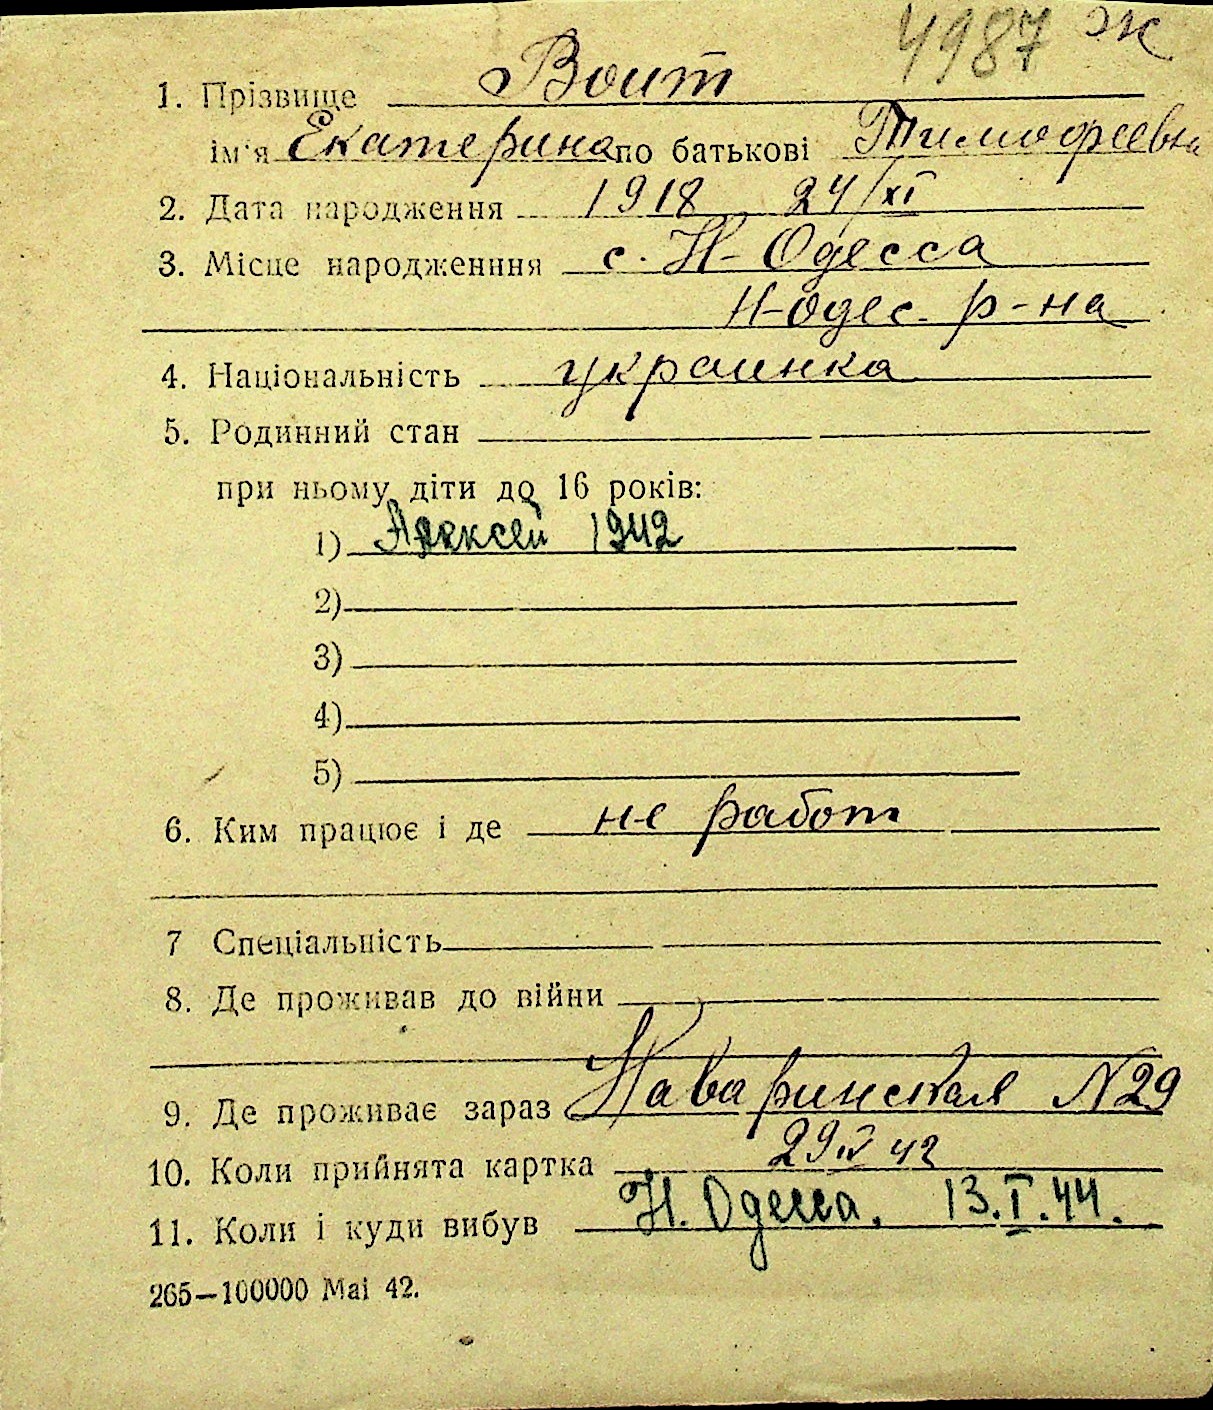 4987 Ж
1. Прізвище Воит
ім'я Екатерина по батькові Тимофеевна
2. Дата народження 1918 24/XI
3. Місце народженння с. Н-Одесса
Н-Одес. р-на
4. Національність украинка
5. Родинний стан
при ньому діти до 16 років:
1) Алексей 1942
2)
3)
4)
5)
6. Ким працює і де не работ
7 Спеціальність
8. Де проживав до війни
9. Де проживає зараз Наваринская N29
10. Коли прийнята картка 29 IV 42
11. Коли і куди вибув Н. Одесса. 13.I.44.
265—100000 Mai 42.